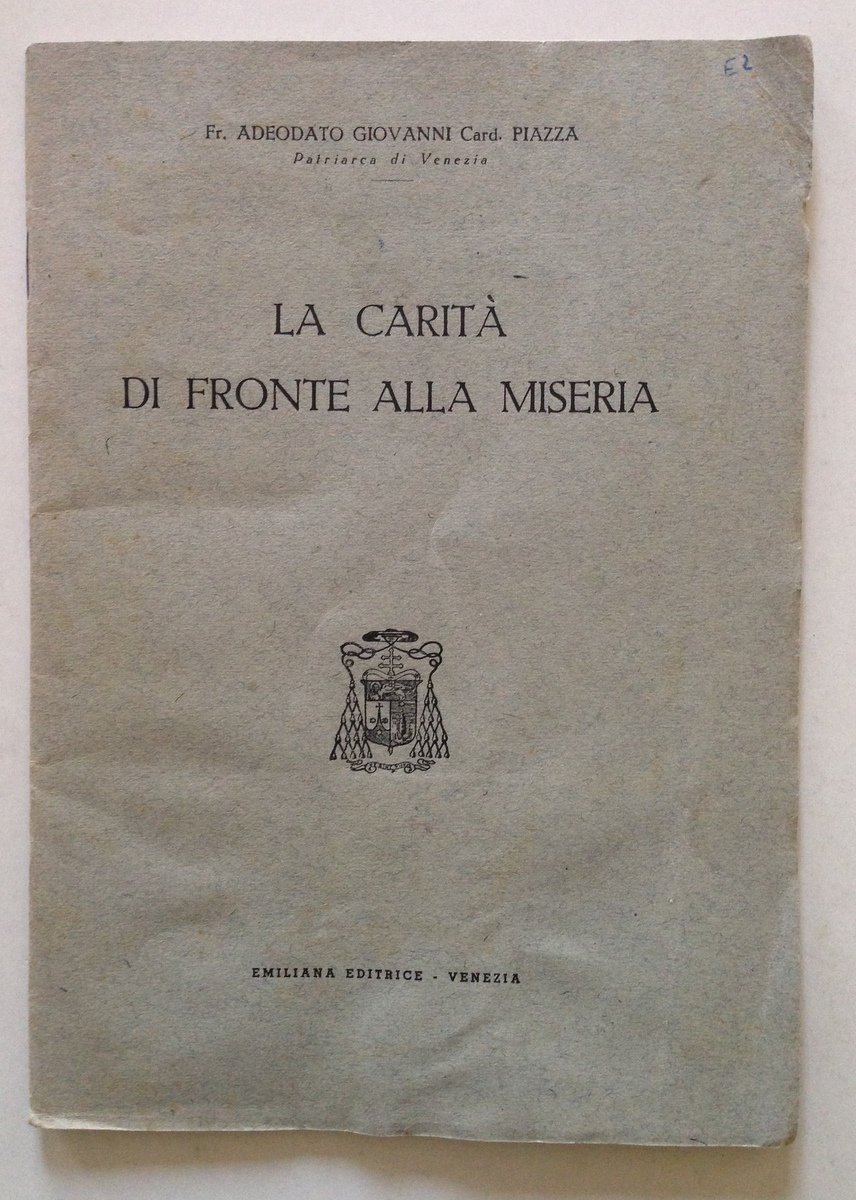 E2
Fr. ADEODATO GIOVANNI Card. PIAZZA
Patriarca di Venezia
LA CARITÀ
DI FRONTE ALLA MISERIA
EMILIANA EDITRICE - VENEZIA